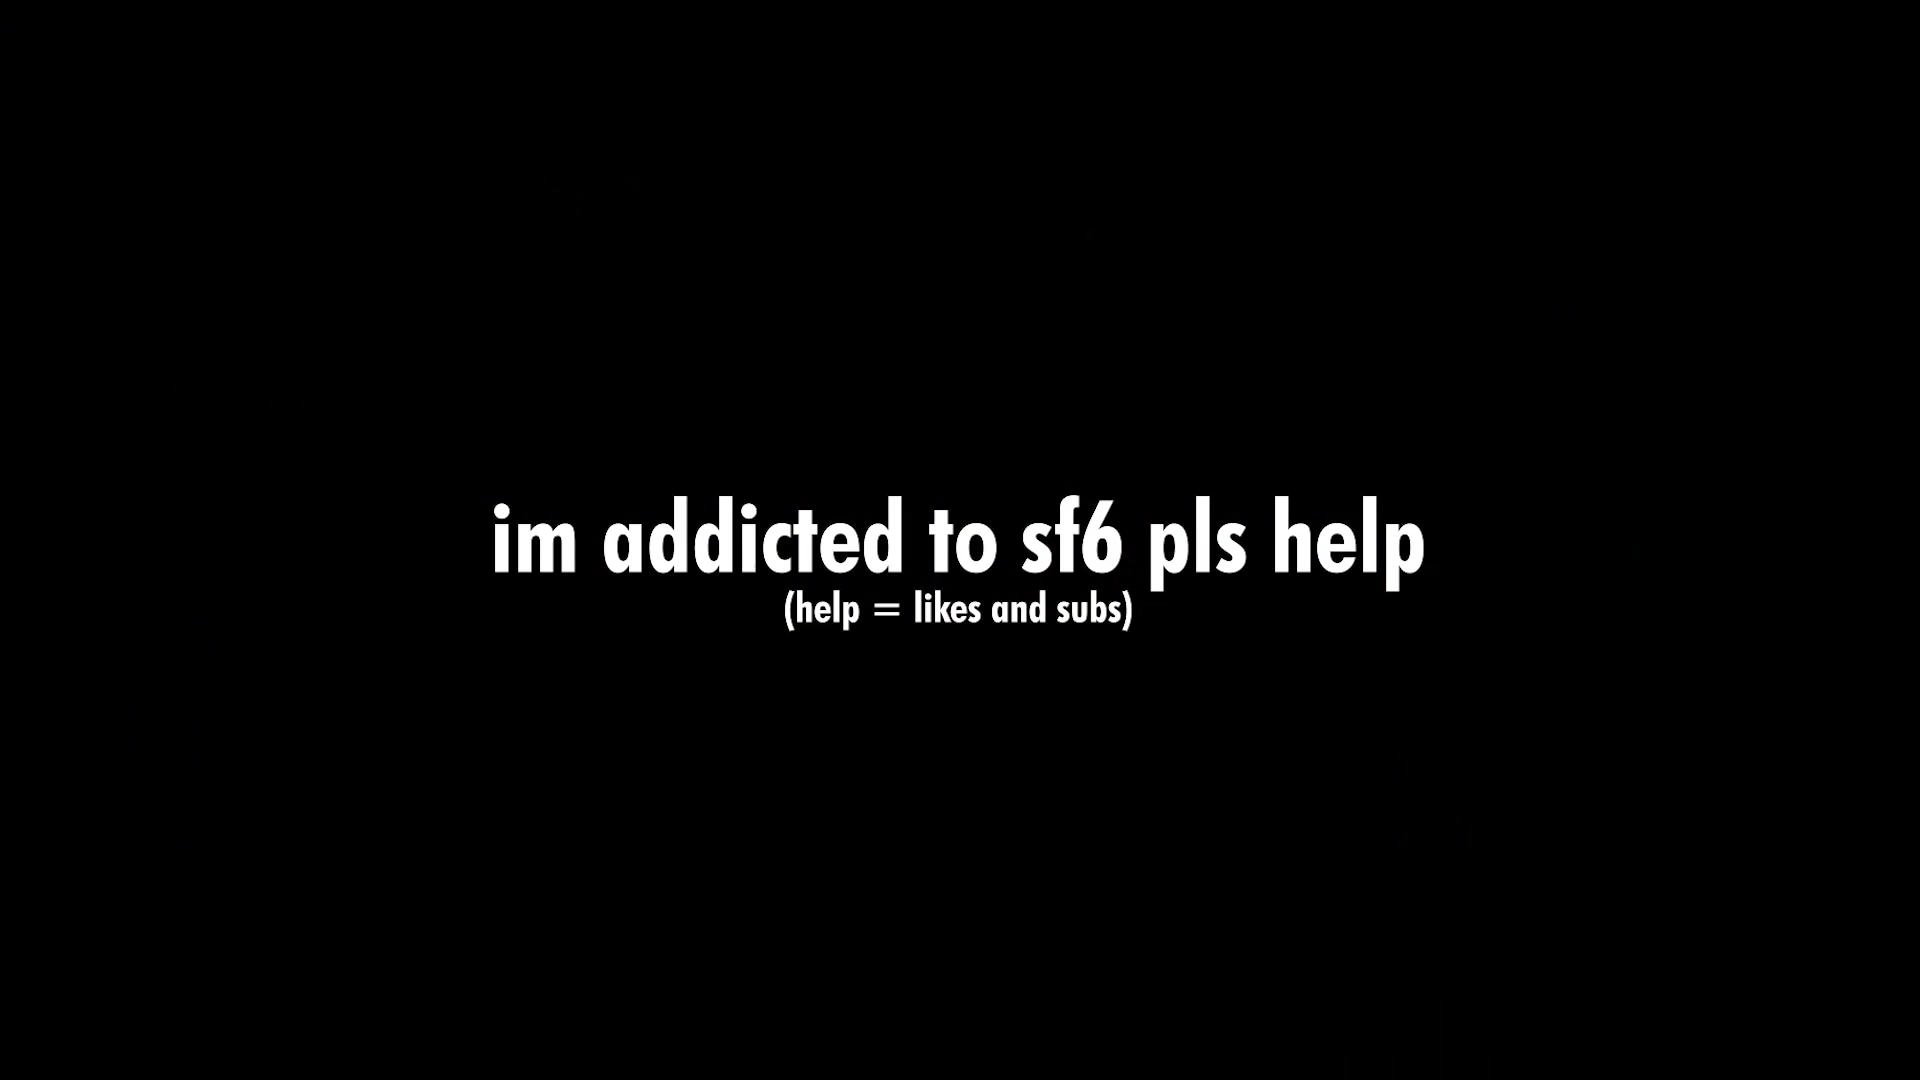 im addicted to sf6 pls help
(help = likes and subs)